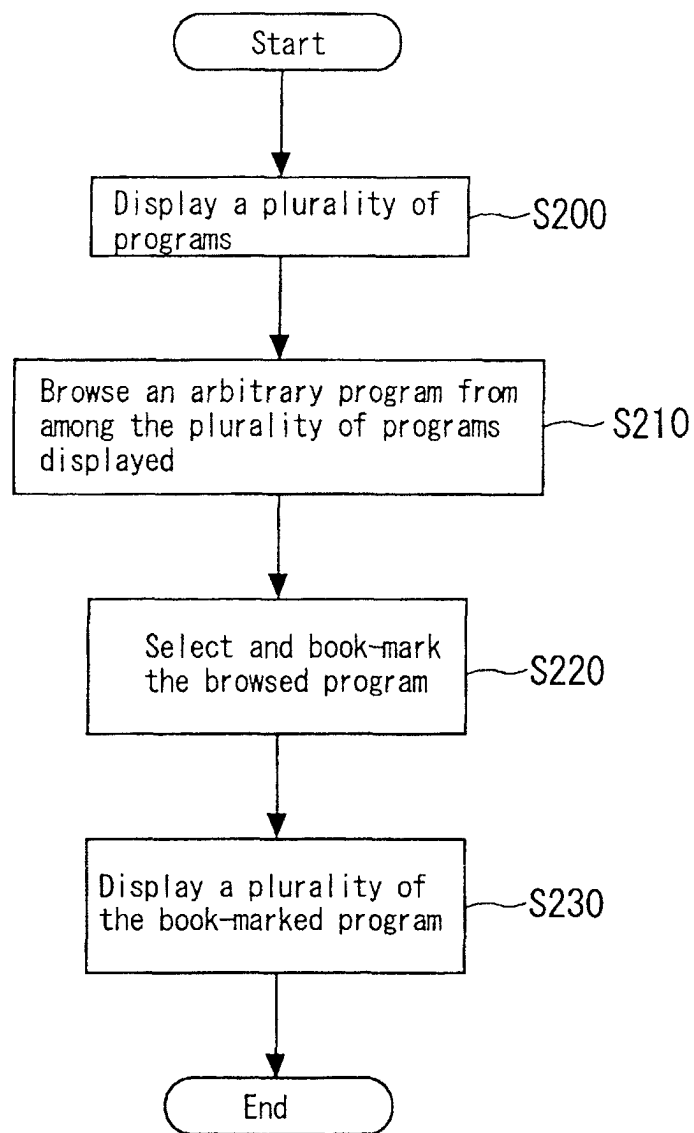 Start
Display a plurality of
programs
S200
Browse an arbitrary program from
among the plurality of programs
displayed
S210
Select and book-mark
the browsed program
S220
Display a plurality of
the book-marked program
S230
End